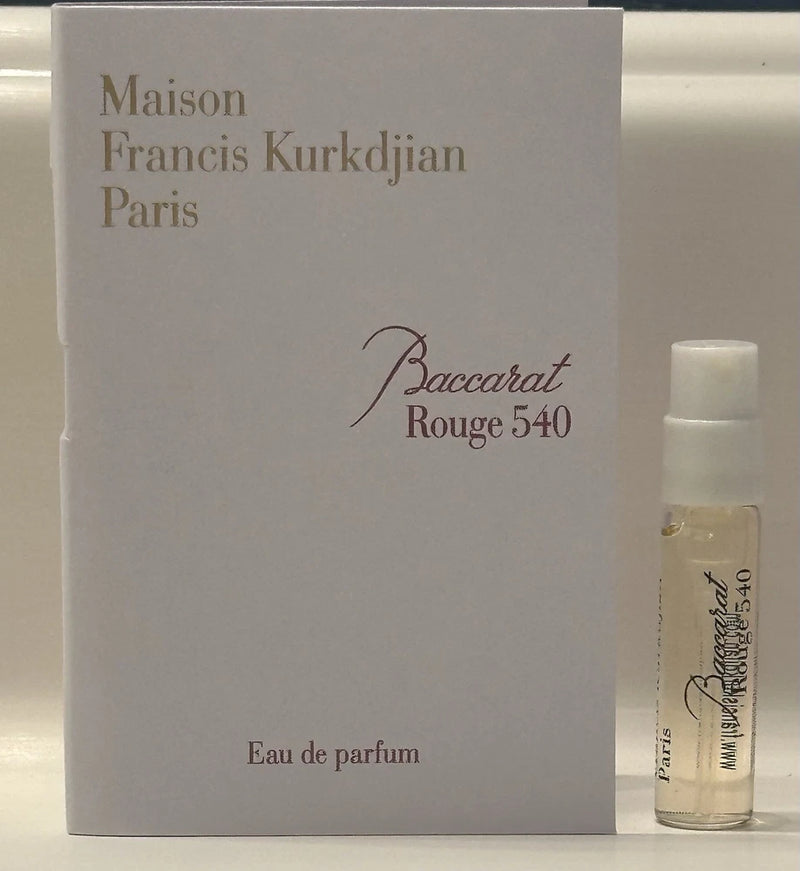 Maison
Francis Kurkdjian
Paris
Baccarat
Rouge 540
Eau de parfum
Baccarat
Rouge 540
Paris